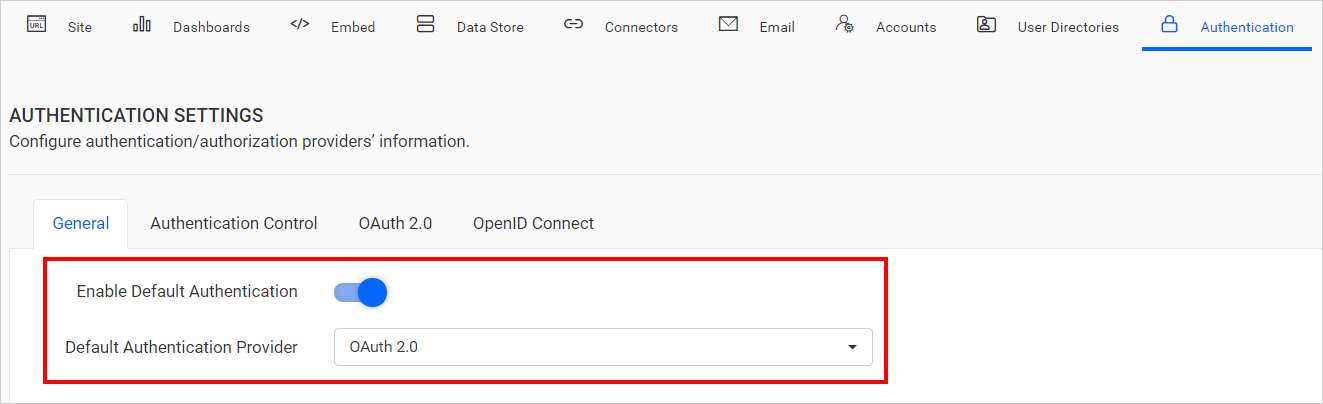 URL Site Dashboards </> Embed Data Store Connectors Email Accounts User Directories Authentication
AUTHENTICATION SETTINGS
Configure authentication/authorization providers’ information.
General Authentication Control OAuth 2.0 OpenID Connect
Enable Default Authentication
Default Authentication Provider OAuth 2.0